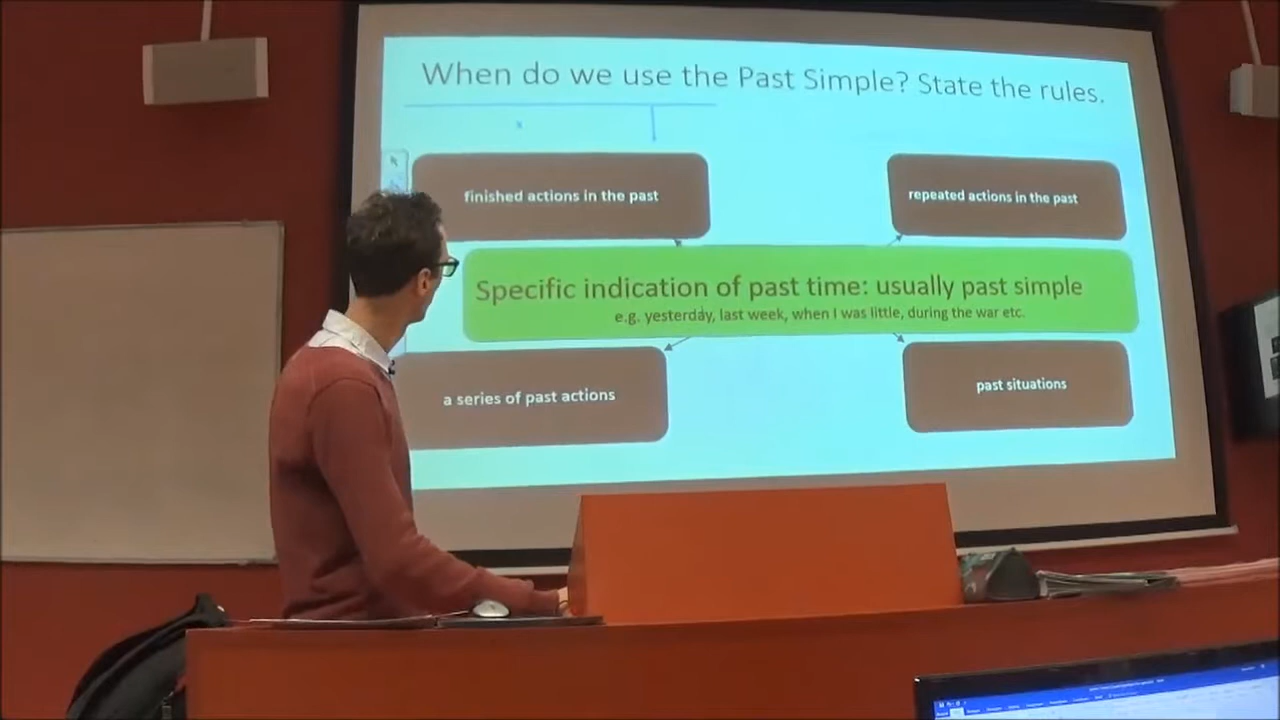 When do we use the Past Simple? State the rules.
finished actions in the past
repeated actions in the past
Specific indication of past time: usually past simple
e.g. yesterday, last week, when I was little, during the war etc.
a series of past actions
past situations